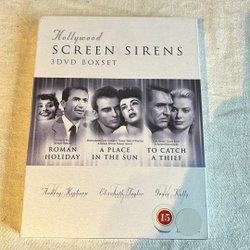 Hollywood
SCREEN SIRENS
3DVD BOXSET
ROMAN
HOLIDAY
A PLACE
IN THE SUN
TO CATCH
A THIEF
Audrey Hepburn
Elizabeth Taylor
Grace Kelly
15